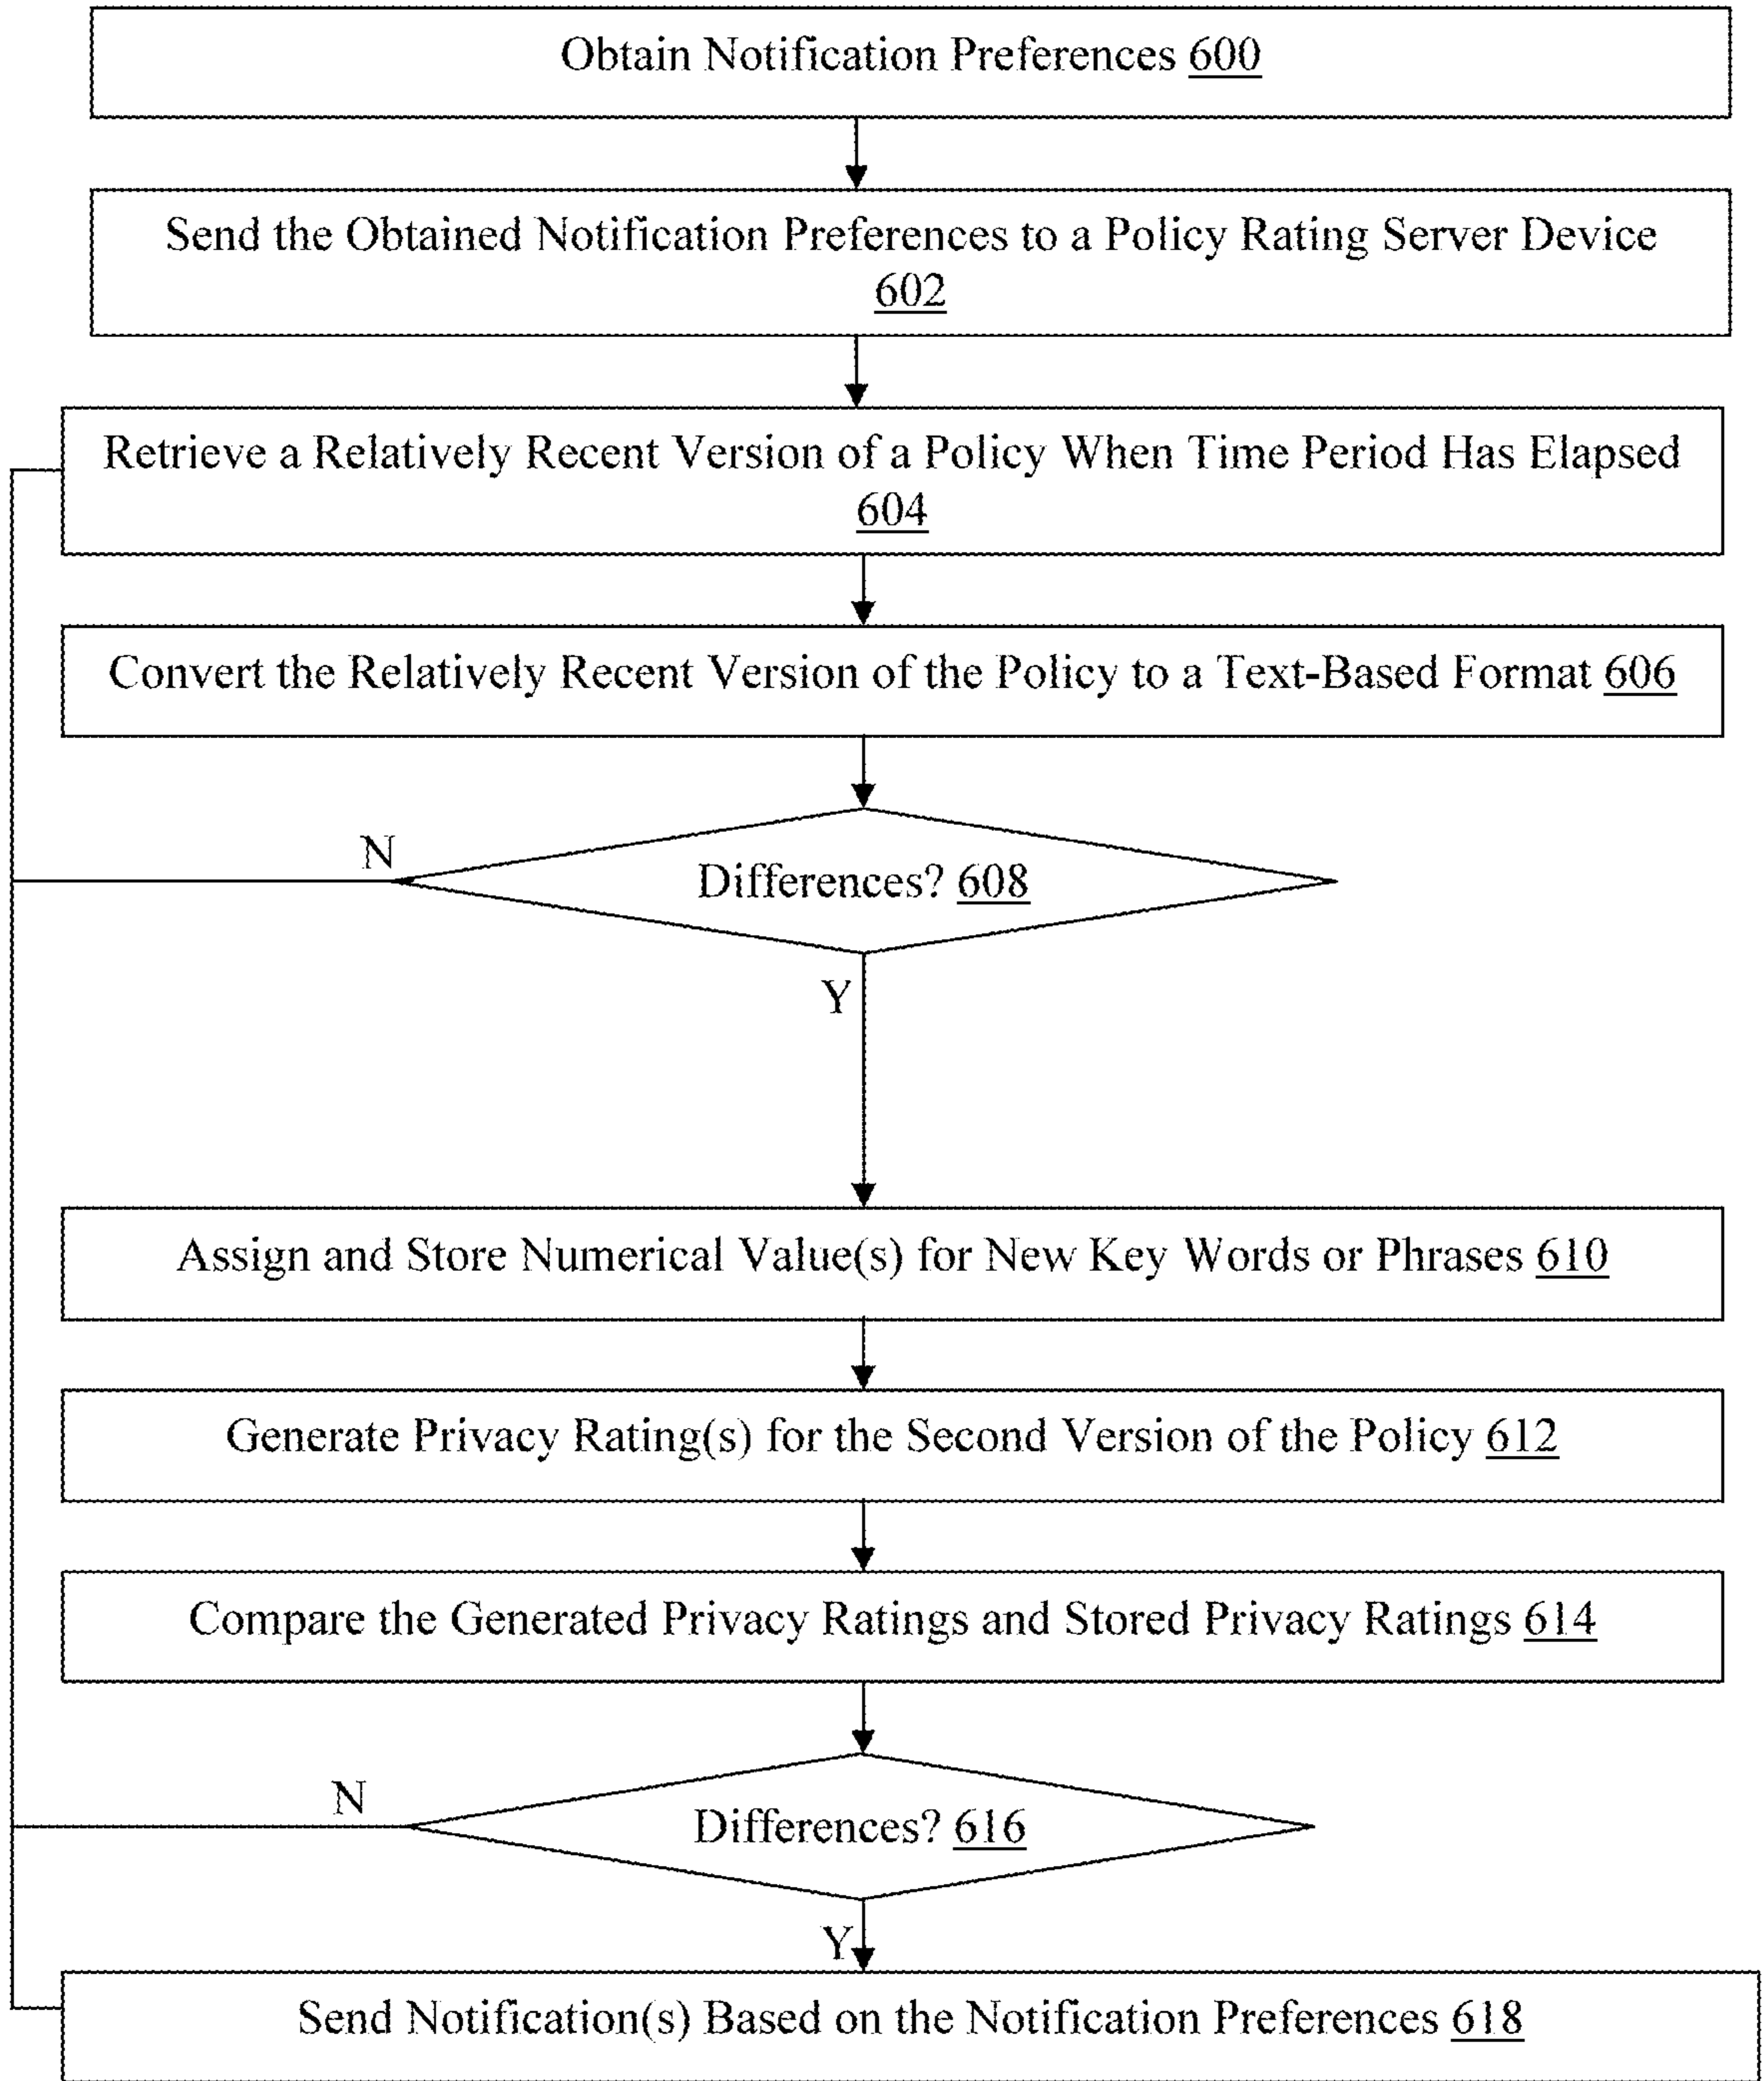 Obtain Notification Preferences 600
Send the Obtained Notification Preferences to a Policy Rating Server Device
602
Retrieve a Relatively Recent Version of a Policy When Time Period Has Elapsed
604
Convert the Relatively Recent Version of the Policy to a Text-Based Format 606
N
Differences? 608
Y
Assign and Store Numerical Value(s) for New Key Words or Phrases 610
Generate Privacy Rating(s) for the Second Version of the Policy 612
Compare the Generated Privacy Ratings and Stored Privacy Ratings 614
N
Differences? 616
Y
Send Notification(s) Based on the Notification Preferences 618